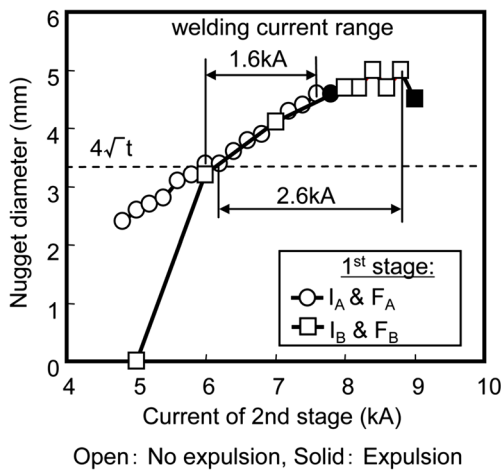 welding current range
1.6kA
4√t
2.6kA
1st stage:
I_A & F_A
I_B & F_B
Nugget diameter (mm)
6
5
4
3
2
1
0
4 5 6 7 8 9 10
Current of 2nd stage (kA)
Open: No expulsion, Solid: Expulsion